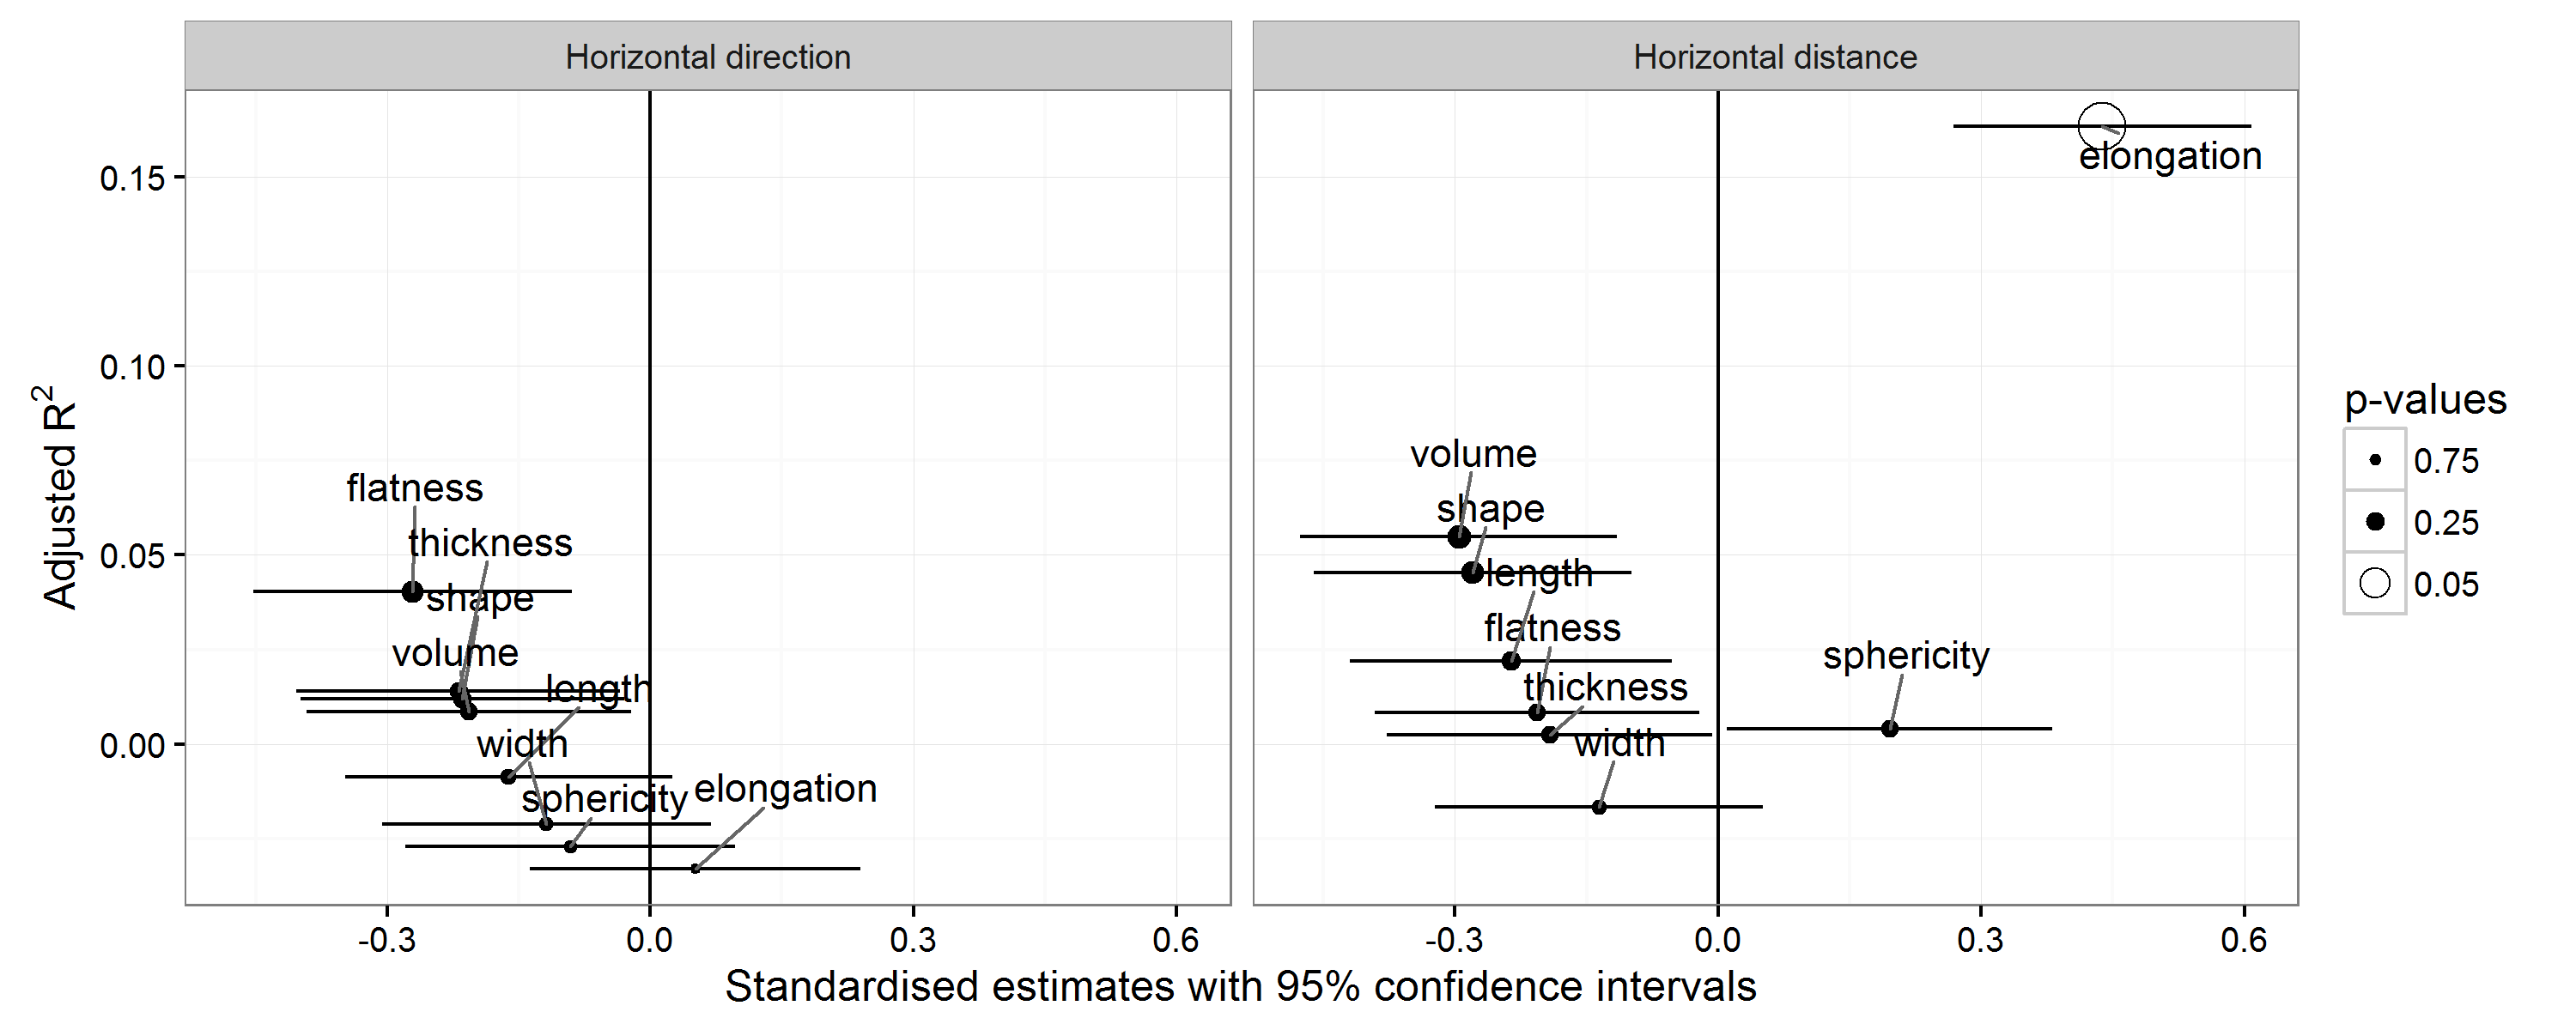 Horizontal direction
Horizontal distance
Adjusted R²
0.15
0.10
0.05
0.00
flatness
thickness
shape
volume
length
width
sphericity
elongation
elongation
volume
shape
length
flatness
thickness
width
sphericity
-0.3
0.0
0.3
0.6
-0.3
0.0
0.3
0.6
Standardised estimates with 95% confidence intervals
p-values
0.75
0.25
0.05